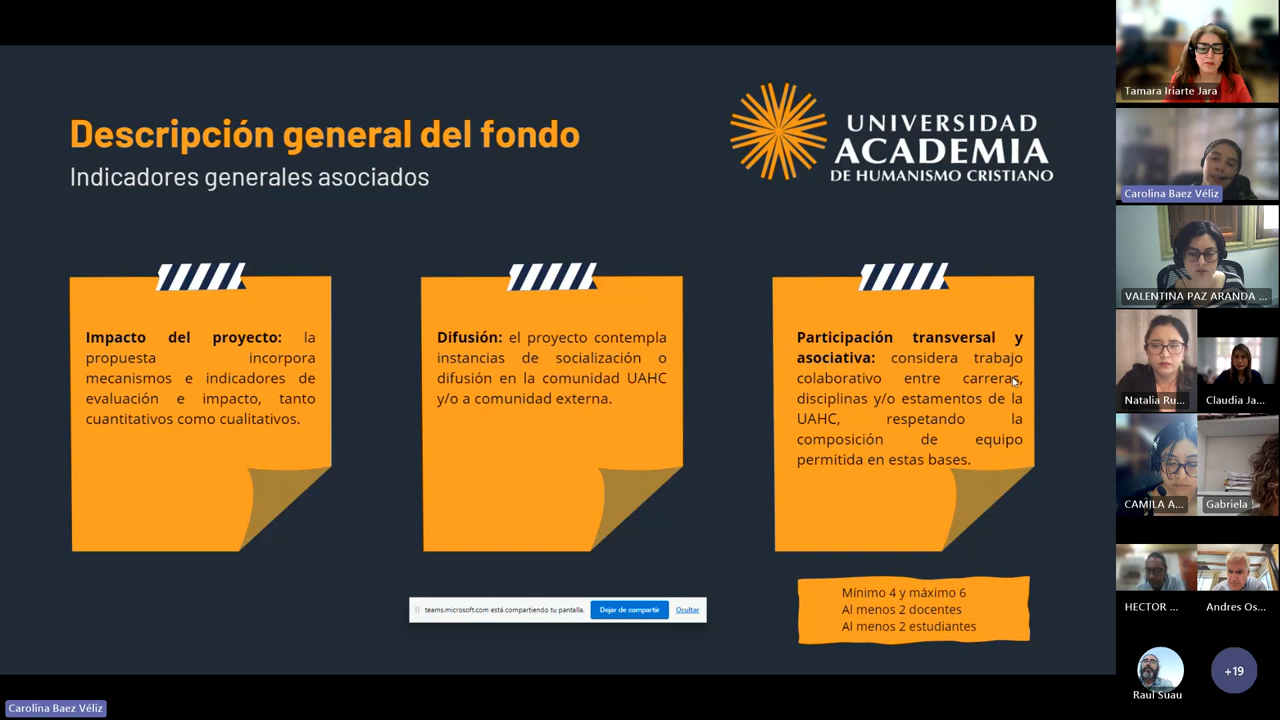 Descripción general del fondo
Indicadores generales asociados
UNIVERSIDAD
ACADEMIA
DE HUMANISMO CRISTIANO
Impacto del proyecto: la
propuesta incorpora
mecanismos e indicadores de
evaluación e impacto, tanto
cuantitativos como cualitativos.
Difusión: el proyecto contempla
instancias de socialización o
difusión en la comunidad UAHC
y/o a comunidad externa.
Participación transversal y
asociativa: considera trabajo
colaborativo entre carreras,
disciplinas y/o estamentos de la
UAHC, respetando la
composición de equipo
permitida en estas bases.
Mínimo 4 y máximo 6
Al menos 2 docentes
Al menos 2 estudiantes
teams.microsoft.com está compartiendo tu pantalla.
Dejar de compartir
Ocultar
Carolina Baez Véliz
Tamara Iriarte Jara
Carolina Baez Véliz
VALENTINA PAZ ARANDA ...
Natalia Ru...
Claudia Ja...
CAMILA A...
Gabriela
HECTOR ...
Andres Os...
Raul Suau
+19